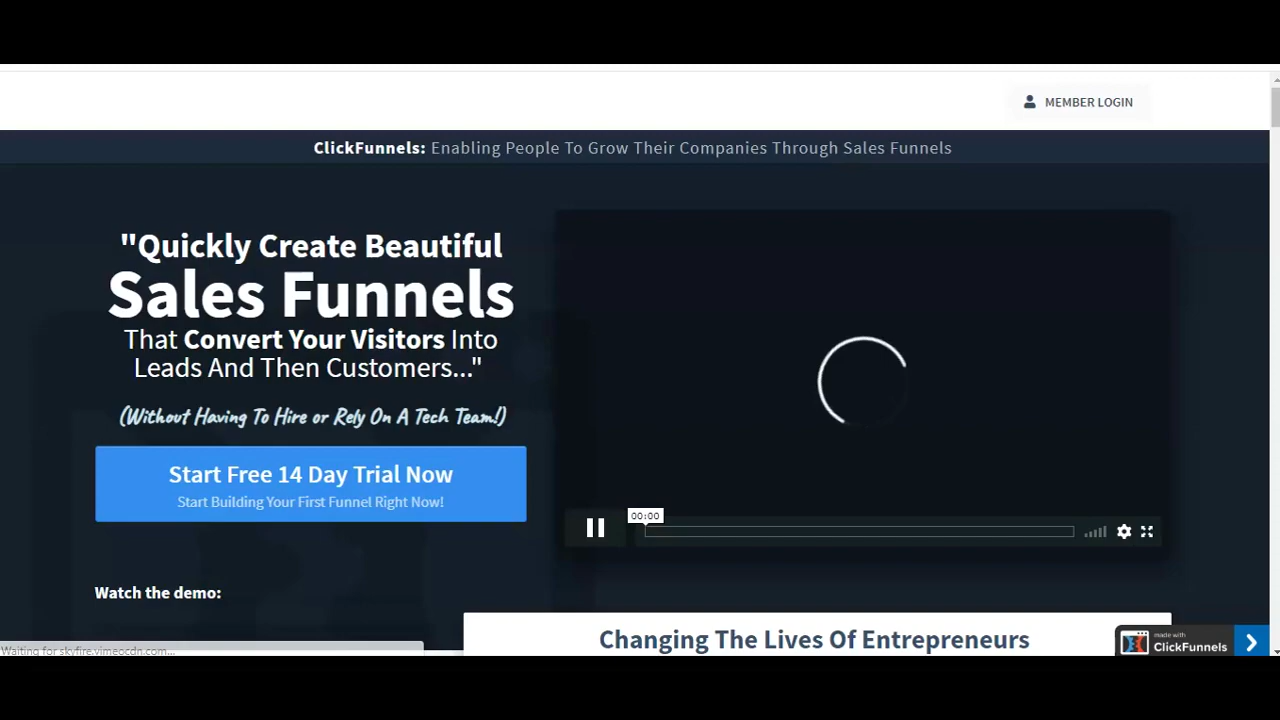 MEMBER LOGIN
ClickFunnels: Enabling People To Grow Their Companies Through Sales Funnels
"Quickly Create Beautiful
Sales Funnels
That Convert Your Visitors Into
Leads And Then Customers..."
(Without Having To Hire or Rely On A Tech Team!)
Start Free 14 Day Trial Now
Start Building Your First Funnel Right Now!
00:00
Watch the demo:
Changing The Lives Of Entrepreneurs
made with
ClickFunnels
Waiting for skyfire.vimeocdn.com...